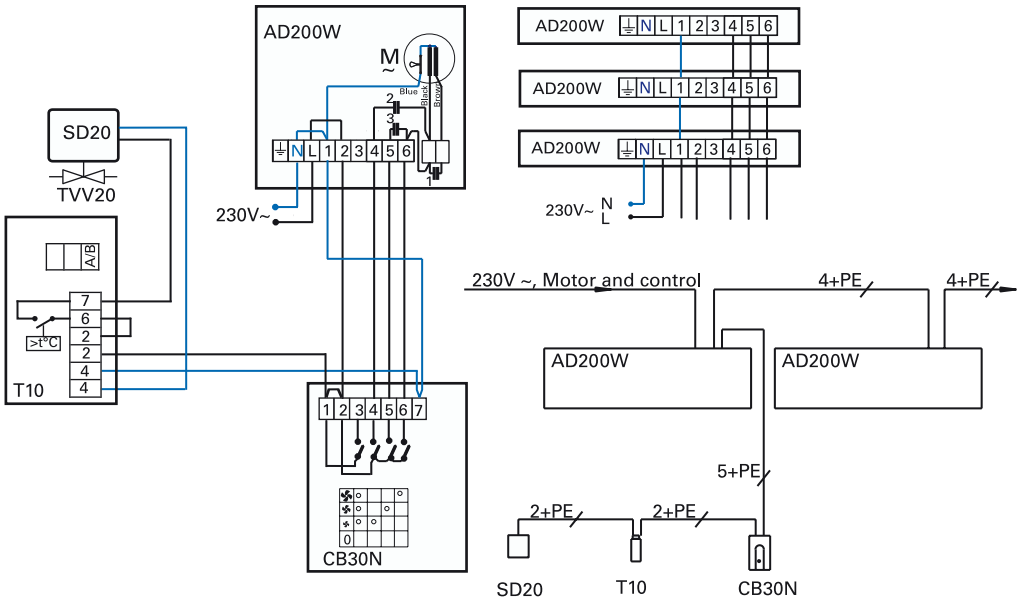 AD200W
M
~
Blue
Black
Brown
2
3
1
⏚ N L 1 2 3 4 5 6
230V~
SD20
TVV20
A/B
7
6
2
2
4
4
>t°C
T10
1 2 3 4 5 6 7
0
CB30N
AD200W ⏚ N L 1 2 3 4 5 6
AD200W ⏚ N L 1 2 3 4 5 6
AD200W ⏚ N L 1 2 3 4 5 6
230V~ N
L
230V ~, Motor and control
4+PE
4+PE
AD200W
AD200W
5+PE
2+PE
2+PE
SD20
T10
CB30N